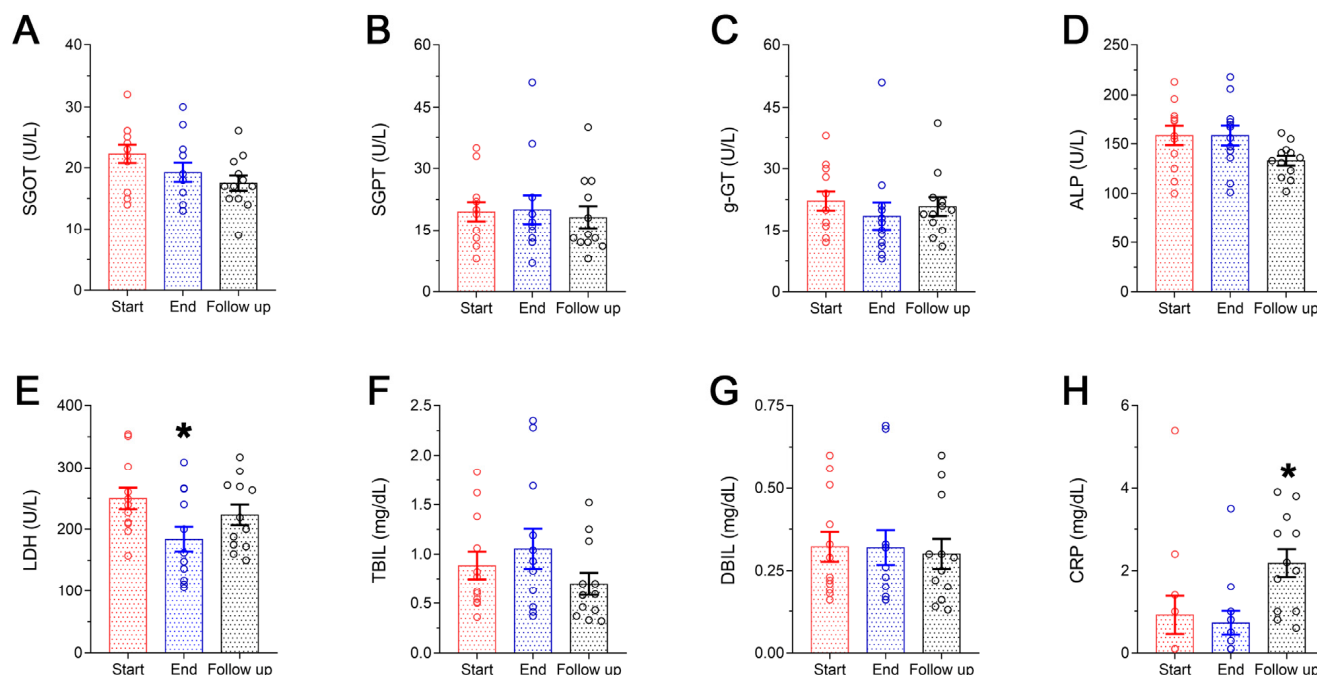 A
SGOT (U/L)
40
30
20
10
0
Start End Follow up
B
SGPT (U/L)
60
45
30
15
0
Start End Follow up
C
g-GT (U/L)
60
45
30
15
0
Start End Follow up
D
ALP (U/L)
250
200
150
100
50
0
Start End Follow up
E
LDH (U/L)
400
300
200
100
0
*
Start End Follow up
F
TBIL (mg/dL)
2.5
2.0
1.5
1.0
0.5
0.0
Start End Follow up
G
DBIL (mg/dL)
0.75
0.50
0.25
0.00
Start End Follow up
H
CRP (mg/dL)
6
4
2
0
*
Start End Follow up